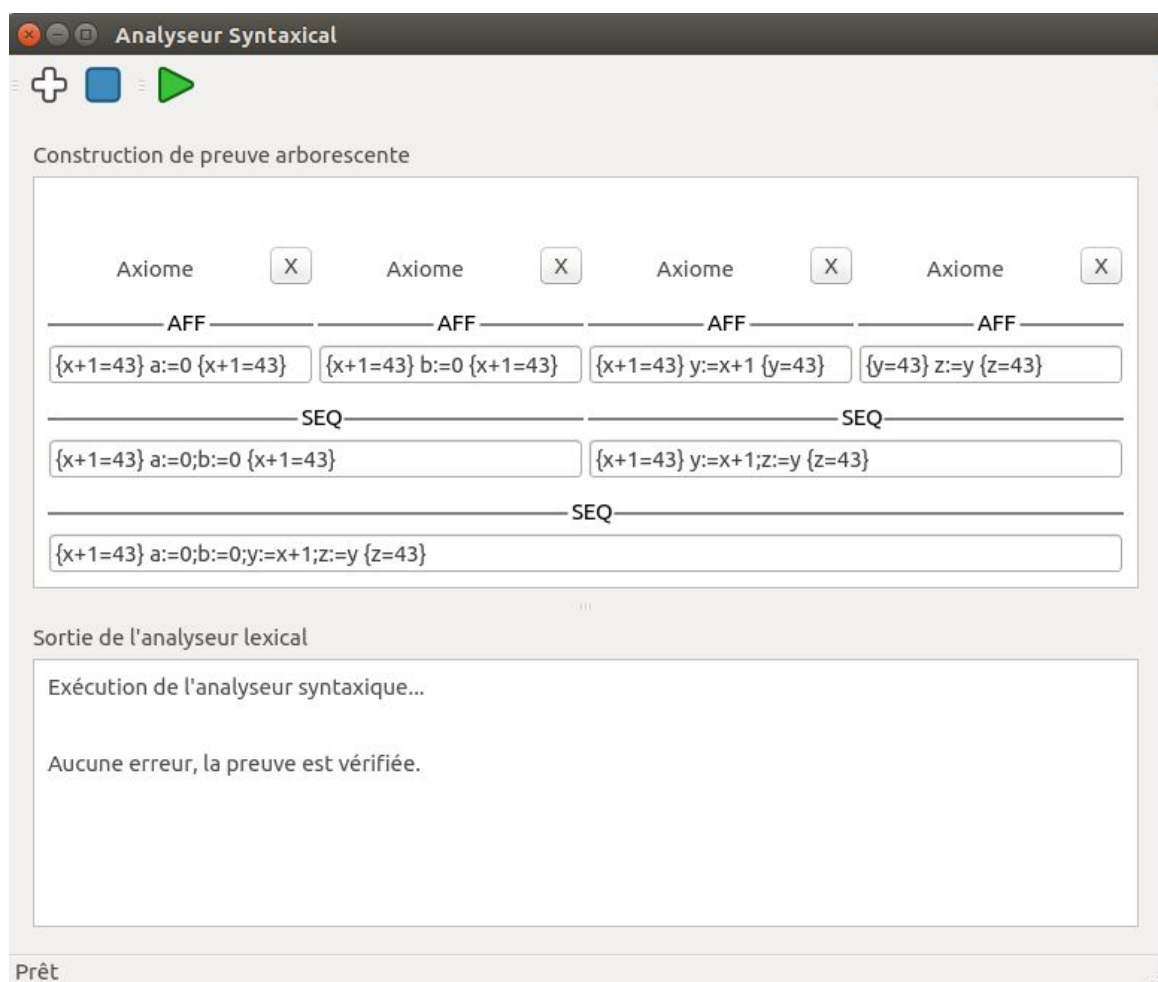 Analyseur Syntaxical
Construction de preuve arborescente
Axiome X Axiome X Axiome X Axiome X
AFF AFF AFF AFF
{x+1=43} a:=0 {x+1=43} {x+1=43} b:=0 {x+1=43} {x+1=43} y:=x+1 {y=43} {y=43} z:=y {z=43}
SEQ SEQ
{x+1=43} a:=0;b:=0 {x+1=43} {x+1=43} y:=x+1;z:=y {z=43}
SEQ
{x+1=43} a:=0;b:=0;y:=x+1;z:=y {z=43}
Sortie de l'analyseur lexical
Exécution de l'analyseur syntaxique...
Aucune erreur, la preuve est vérifiée.
Prêt